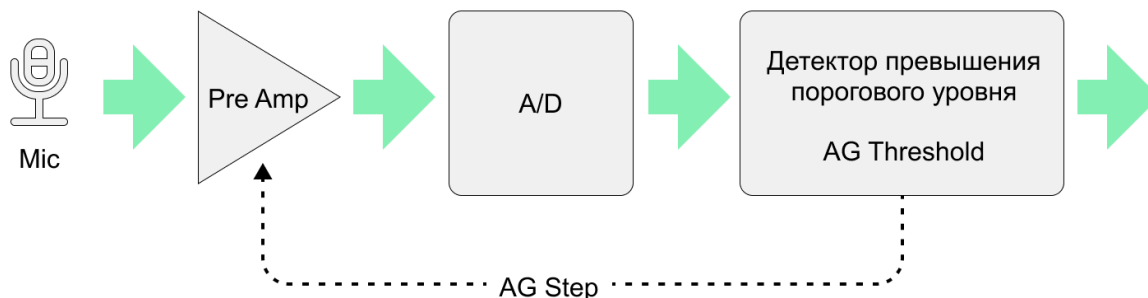 Mic
Pre Amp
A/D
Детектор превышения
порогового уровня
AG Threshold
AG Step